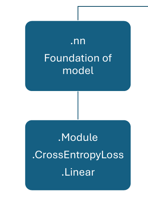 .nn
Foundation of
model
.Module
.CrossEntropyLoss
.Linear